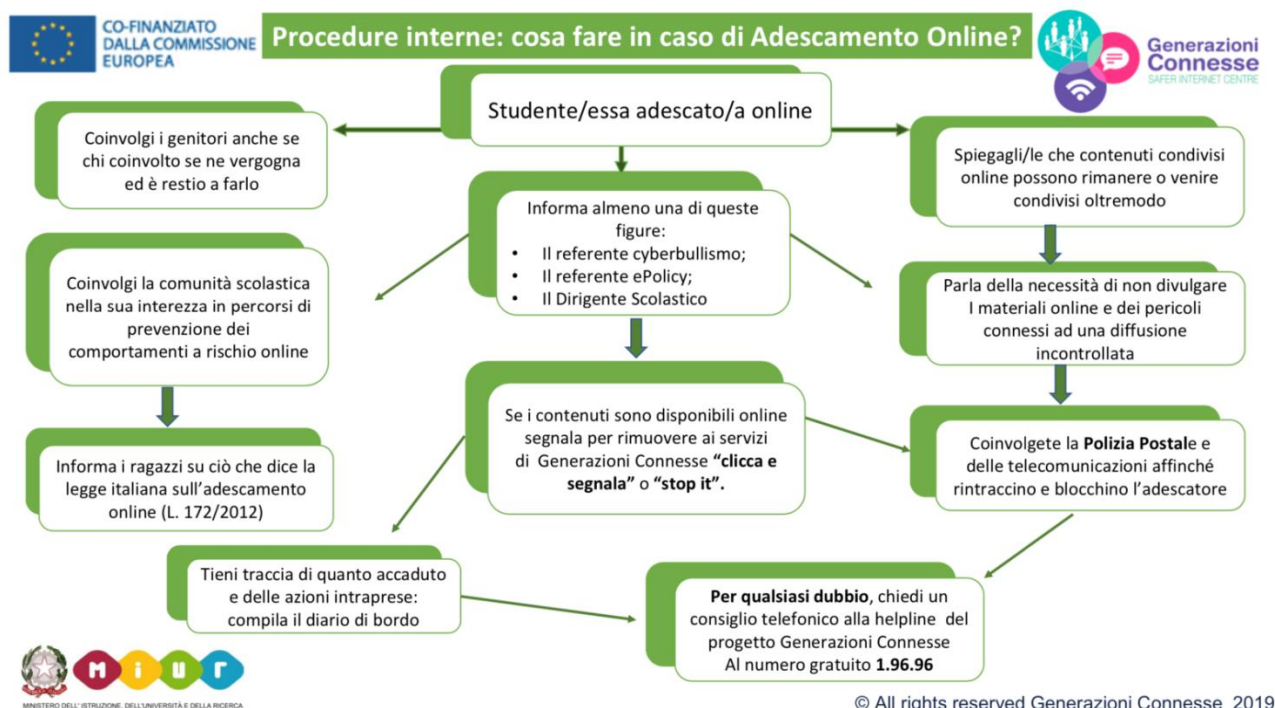 CO-FINANZIATO
DALLA COMMISSIONE
EUROPEA
Procedure interne: cosa fare in caso di Adescamento Online?
Generazioni
Connesse
SAFER INTERNET CENTRE
Studente/essa adescato/a online
Coinvolgi i genitori anche se
chi coinvolto se ne vergogna
ed è restio a farlo
Spiegagli/le che contenuti condivisi
online possono rimanere o venire
condivisi oltremodo
Informa almeno una di queste
figure:
• Il referente cyberbullismo;
• Il referente ePolicy;
• Il Dirigente Scolastico
Coinvolgi la comunità scolastica
nella sua interezza in percorsi di
prevenzione dei
comportamenti a rischio online
Parla della necessità di non divulgare
I materiali online e dei pericoli
connessi ad una diffusione
incontrollata
Se i contenuti sono disponibili online
segnala per rimuovere ai servizi
di Generazioni Connesse “clicca e
segnala” o “stop it”.
Informa i ragazzi su ciò che dice la
legge italiana sull’adescamento
online (L. 172/2012)
Coinvolgete la Polizia Postale e
delle telecomunicazioni affinché
rintraccino e blocchino l’adescatore
Tieni traccia di quanto accaduto
e delle azioni intraprese:
compila il diario di bordo
Per qualsiasi dubbio, chiedi un
consiglio telefonico alla helpline del
progetto Generazioni Connesse
Al numero gratuito 1.96.96
miur
MINISTERO DELL' ISTRUZIONE, DELL'UNIVERSITÀ E DELLA RICERCA
© All rights reserved Generazioni Connesse 2019